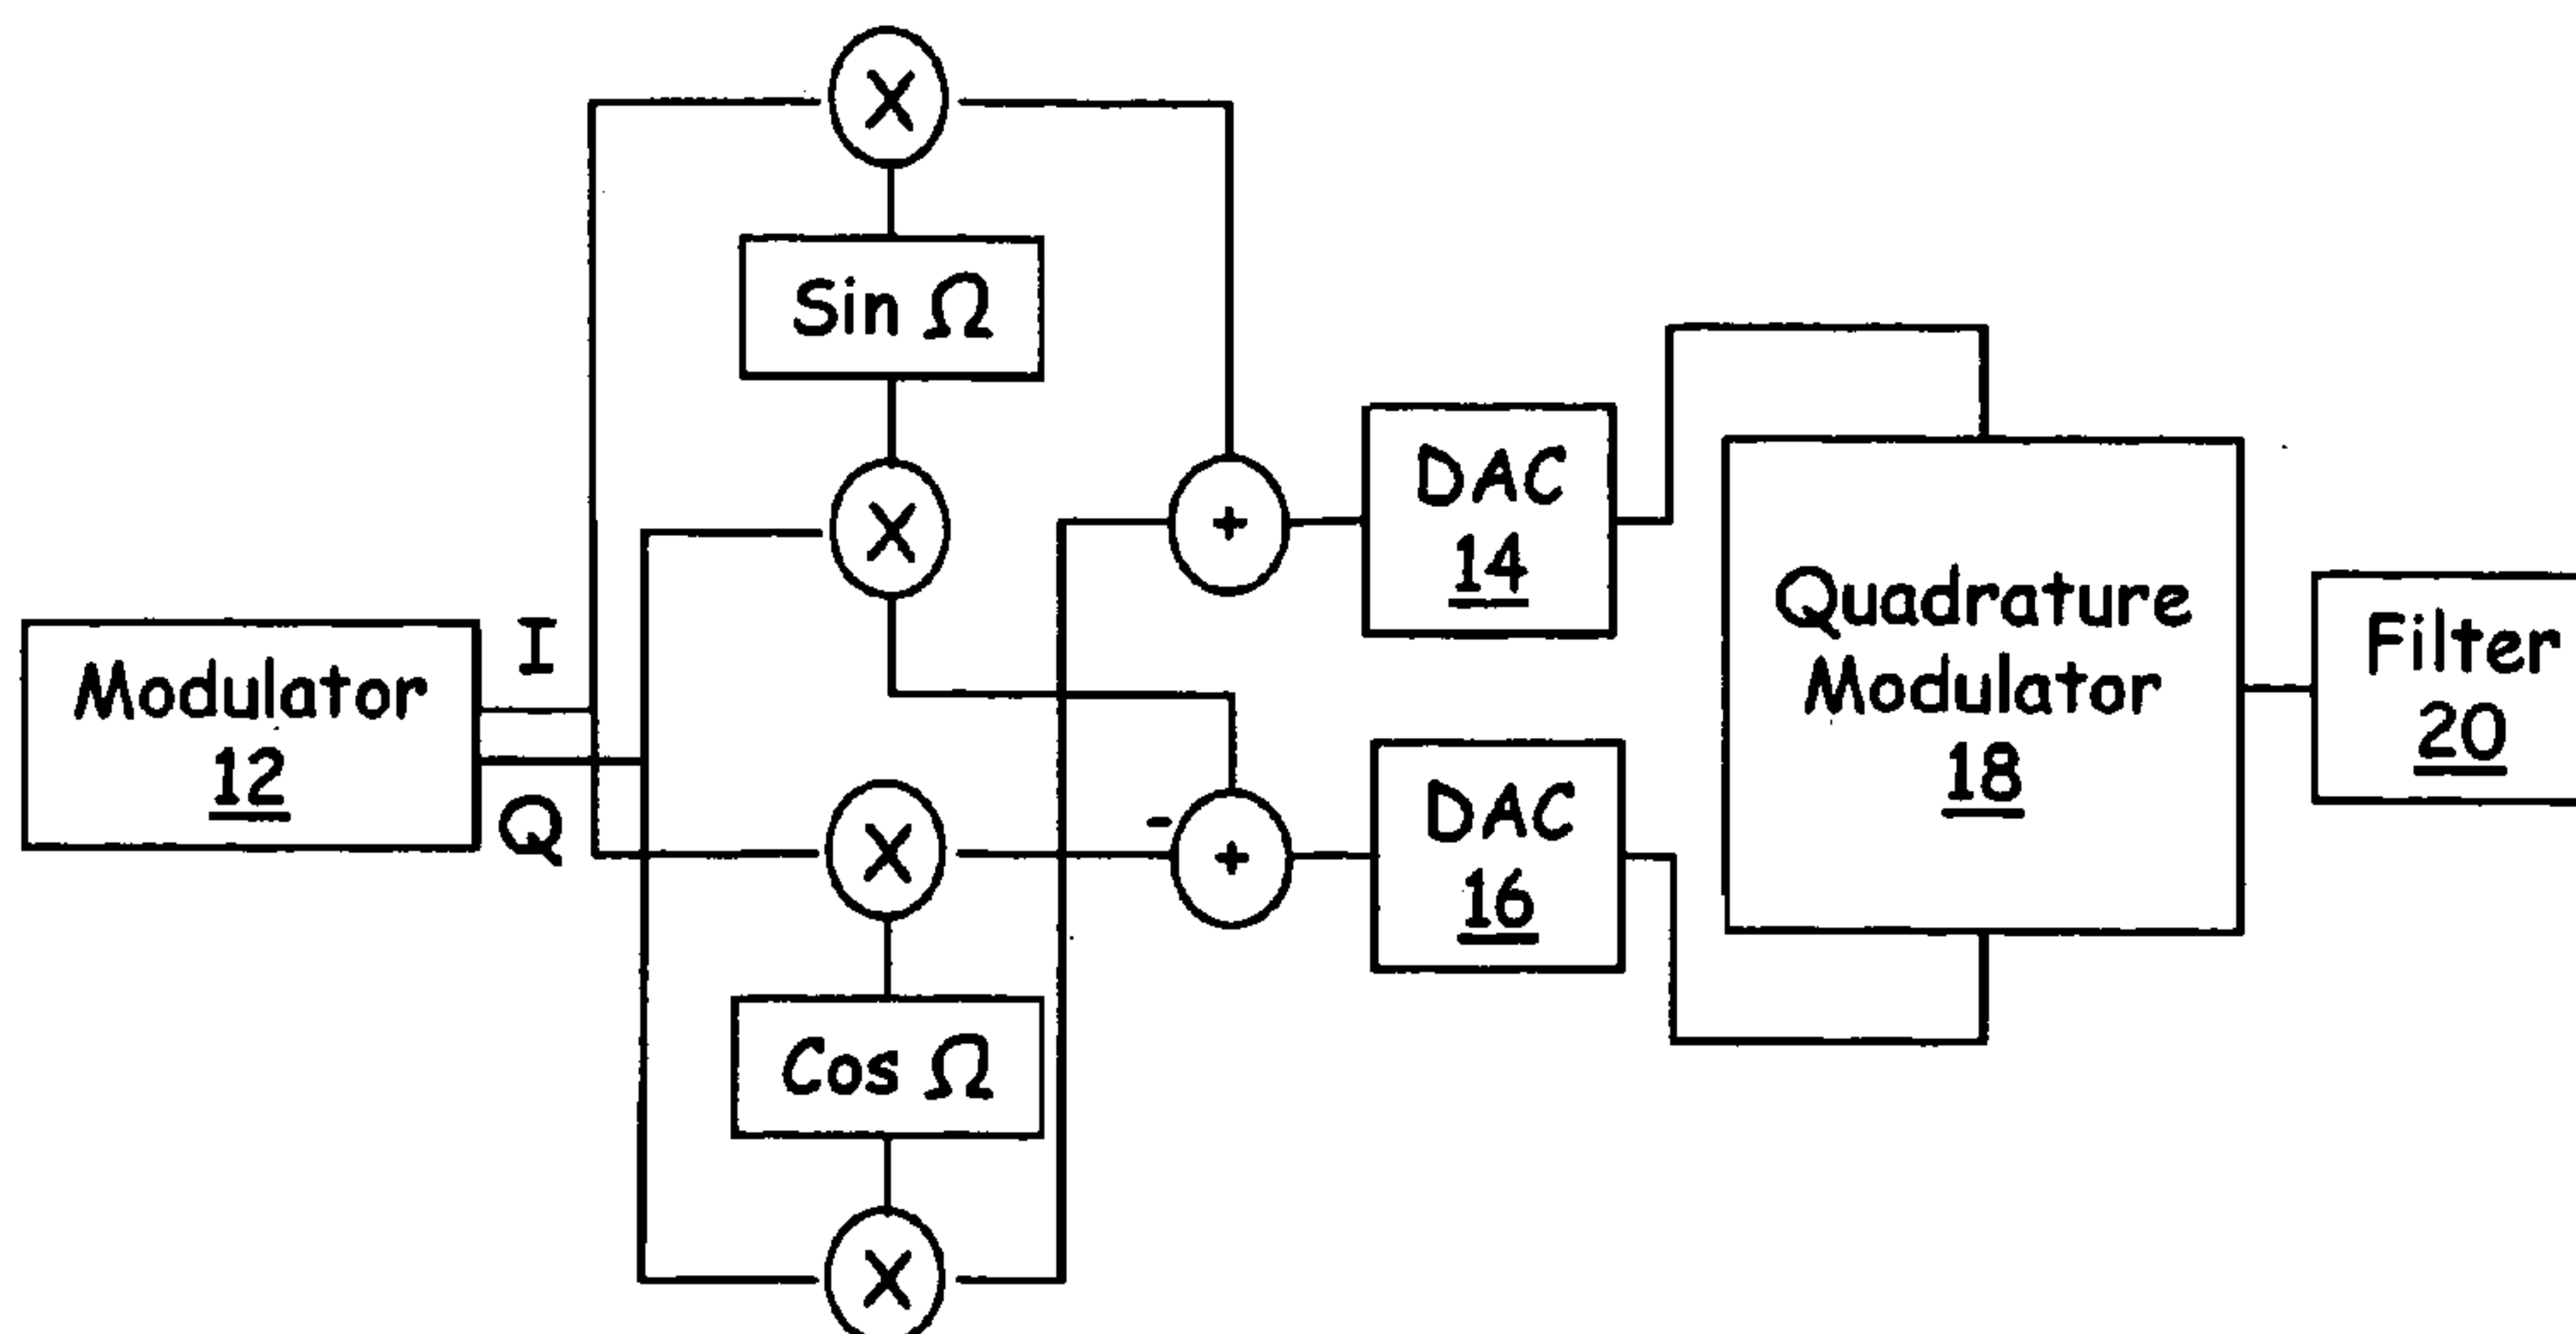 X
Sin Ω
X
DAC
14
+
Quadrature
Modulator
18
Filter
20
I
Modulator
12
Q
X
-
+
DAC
16
Cos Ω
X